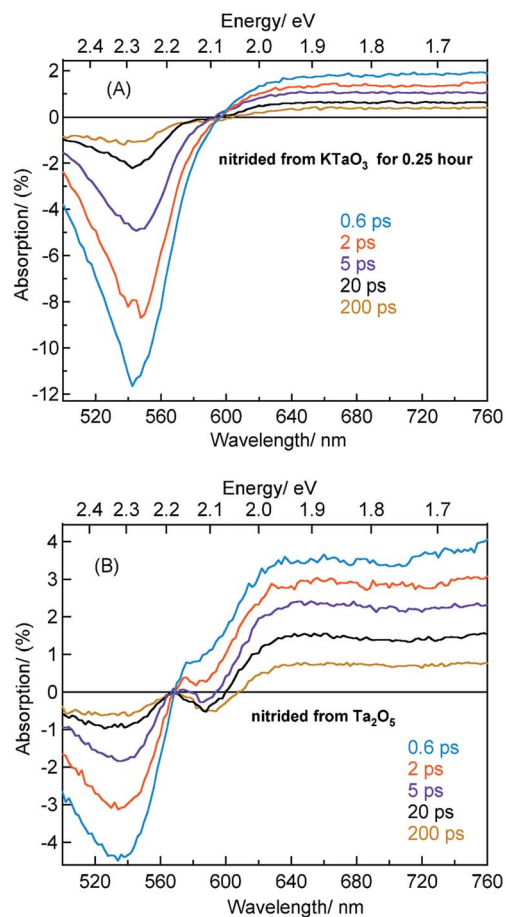 Energy/ eV
2.4 2.3 2.2 2.1 2.0 1.9 1.8 1.7
2
0
-2
-4
-6
-8
-10
-12
Absorption/ (%)
(A)
nitrided from KTaO₃ for 0.25 hour
0.6 ps
2 ps
5 ps
20 ps
200 ps
520 560 600 640 680 720 760
Wavelength/ nm
Energy/ eV
2.4 2.3 2.2 2.1 2.0 1.9 1.8 1.7
4
3
2
1
0
-1
-2
-3
-4
Absorption/ (%)
(B)
nitrided from Ta₂O₅
0.6 ps
2 ps
5 ps
20 ps
200 ps
520 560 600 640 680 720 760
Wavelength/ nm